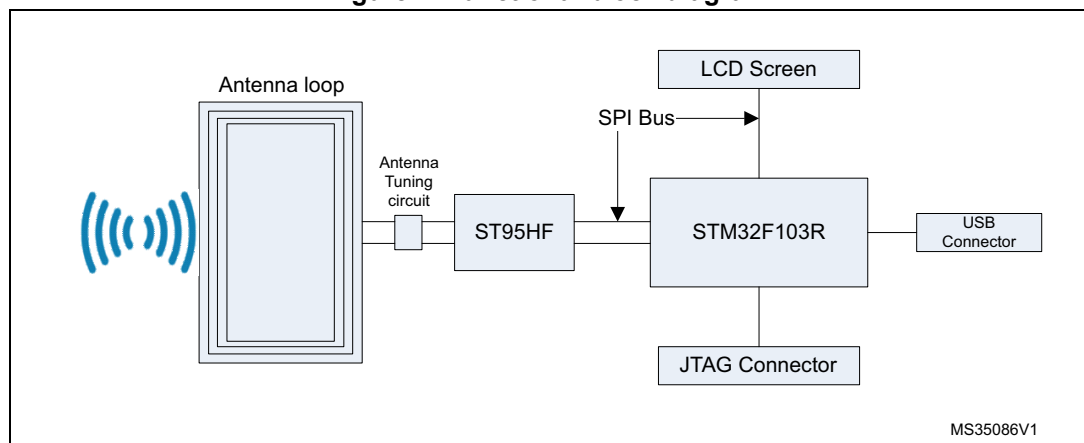 LCD Screen
Antenna loop
SPI Bus
Antenna
Tuning
circuit
ST95HF
STM32F103R
USB
Connector
JTAG Connector
MS35086V1